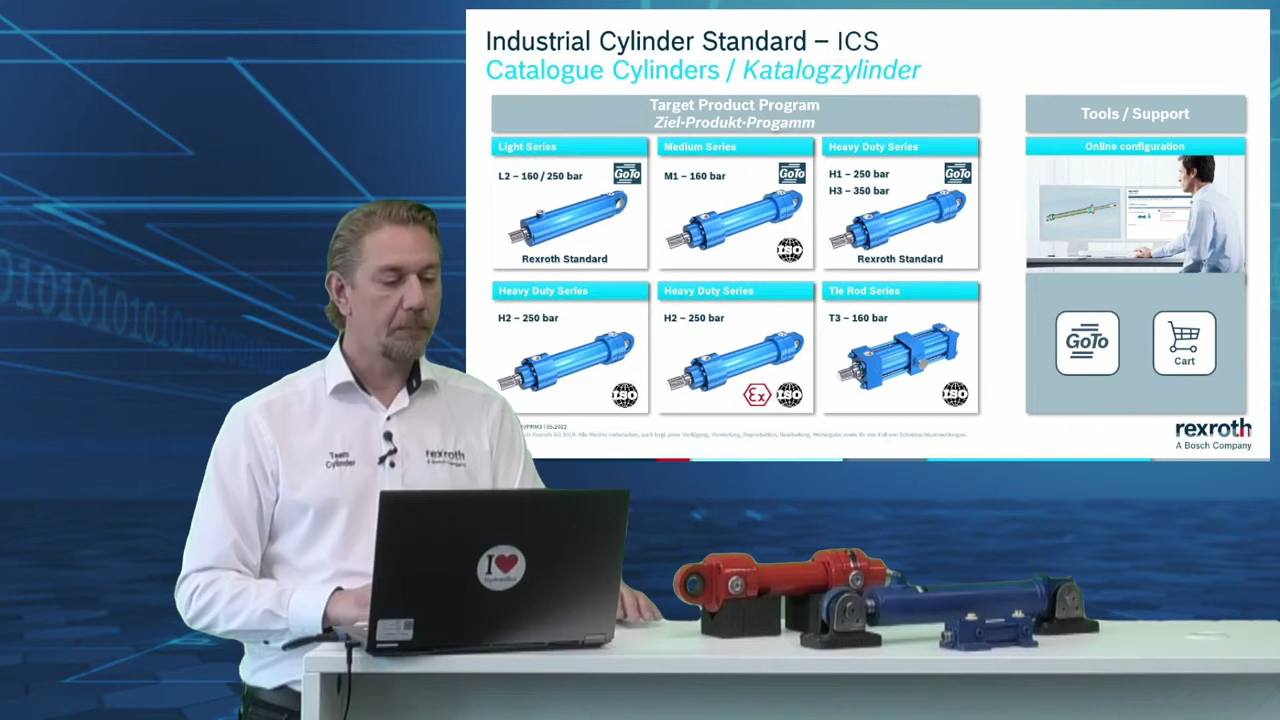 Industrial Cylinder Standard – ICS
Catalogue Cylinders / Katalogzylinder
Target Product Program
Ziel-Produkt-Progamm
Tools / Support
Light Series
L2 – 160 / 250 bar
GoTo
Rexroth Standard
Medium Series
M1 – 160 bar
GoTo
ISO
Heavy Duty Series
H1 – 250 bar
H3 – 350 bar
GoTo
Rexroth Standard
Online configuration
Heavy Duty Series
H2 – 250 bar
ISO
Heavy Duty Series
H2 – 250 bar
Ex
ISO
Tie Rod Series
T3 – 160 bar
ISO
GoTo
Cart
05.2022
rexroth
A Bosch Company
Team
Cylinder
rexroth
A Bosch Company
I
Hydraulics